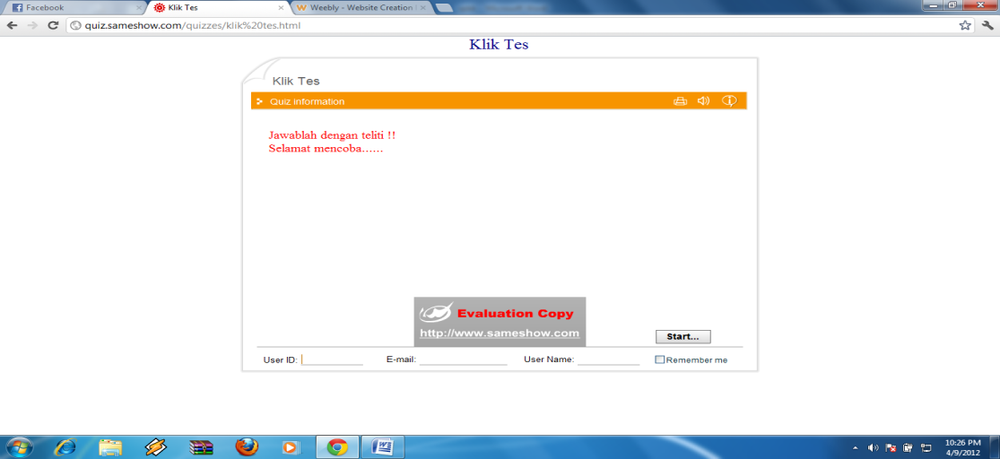 Facebook
Klik Tes
Weebly - Website Creation
quiz.sameshow.com/quizzes/klik%20tes.html
Klik Tes
Klik Tes
Quiz information
Jawablah dengan teliti !!
Selamat mencoba......
Evaluation Copy
http://www.sameshow.com
Start...
User ID:
E-mail:
User Name:
Remember me
10:26 PM
4/9/2012